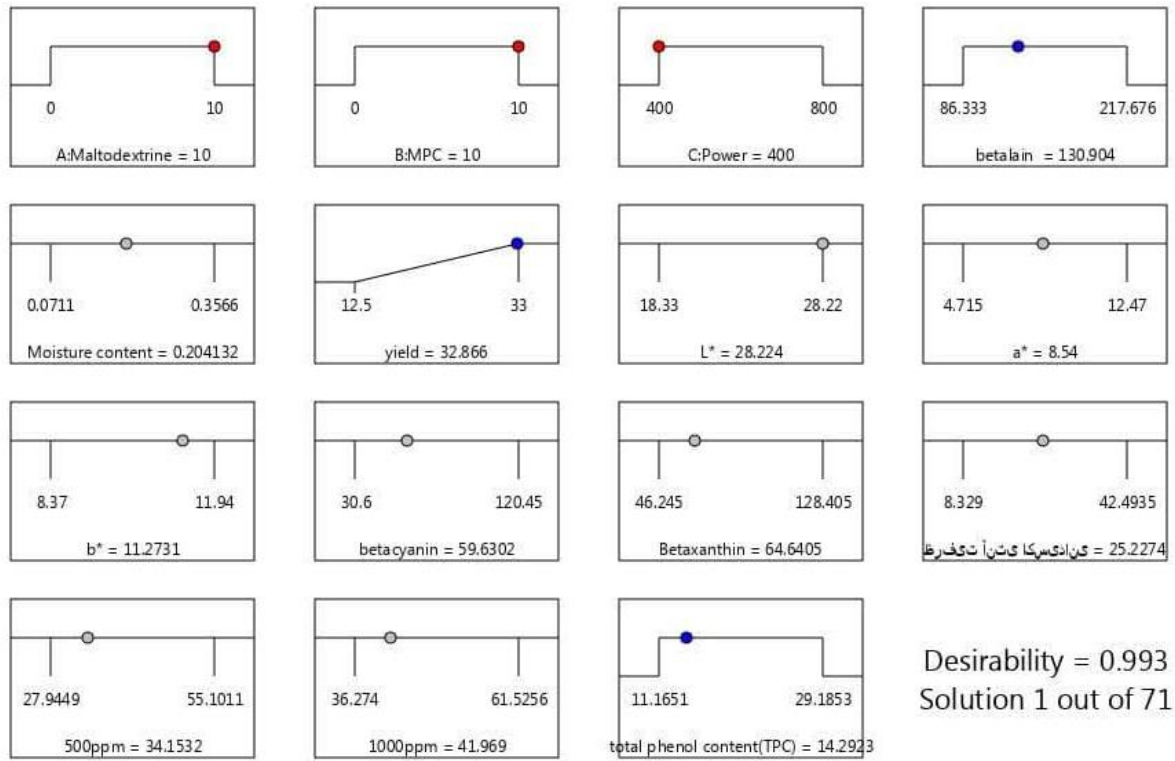 0 10
A:Maltodextrine = 10
0 10
B:MPC = 10
400 800
C:Power = 400
86.333 217.676
betalain = 130.904
0.0711 0.3566
Moisture content = 0.204132
12.5 33
yield = 32.866
18.33 28.22
L* = 28.224
4.715 12.47
a* = 8.54
8.37 11.94
b* = 11.2731
30.6 120.45
betacyanin = 59.6302
46.245 128.405
Betaxanthin = 64.6405
8.329 42.4935
ظرفیت آنتی اکسیدانی = 25.2274
27.9449 55.1011
500ppm = 34.1532
36.274 61.5256
1000ppm = 41.969
11.1651 29.1853
total phenol content(TPC) = 14.2923
Desirability = 0.993
Solution 1 out of 71